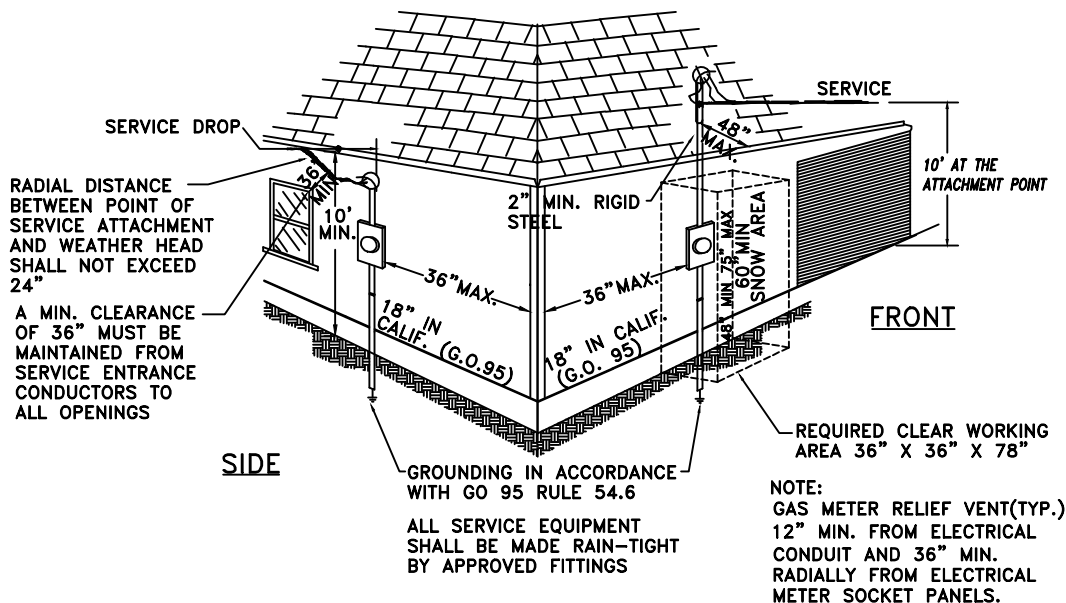 SERVICE
SERVICE DROP
48"
MAX.
36"
MIN
RADIAL DISTANCE
BETWEEN POINT OF
SERVICE ATTACHMENT
AND WEATHER HEAD
SHALL NOT EXCEED
24"
10'
MIN.
2" MIN. RIGID
STEEL
10' AT THE
ATTACHMENT POINT
48" MIN 75" MAX
60" MIN
SNOW AREA
36"MAX.
36"MAX.
A MIN. CLEARANCE
OF 36" MUST BE
MAINTAINED FROM
SERVICE ENTRANCE
CONDUCTORS TO
ALL OPENINGS
18" IN
CALIF. (G.O.95)
18" IN CALIF.
(G.O. 95)
FRONT
SIDE
REQUIRED CLEAR WORKING
AREA 36" X 36" X 78"
GROUNDING IN ACCORDANCE
WITH GO 95 RULE 54.6
ALL SERVICE EQUIPMENT
SHALL BE MADE RAIN-TIGHT
BY APPROVED FITTINGS
NOTE:
GAS METER RELIEF VENT(TYP.)
12" MIN. FROM ELECTRICAL
CONDUIT AND 36" MIN.
RADIALLY FROM ELECTRICAL
METER SOCKET PANELS.